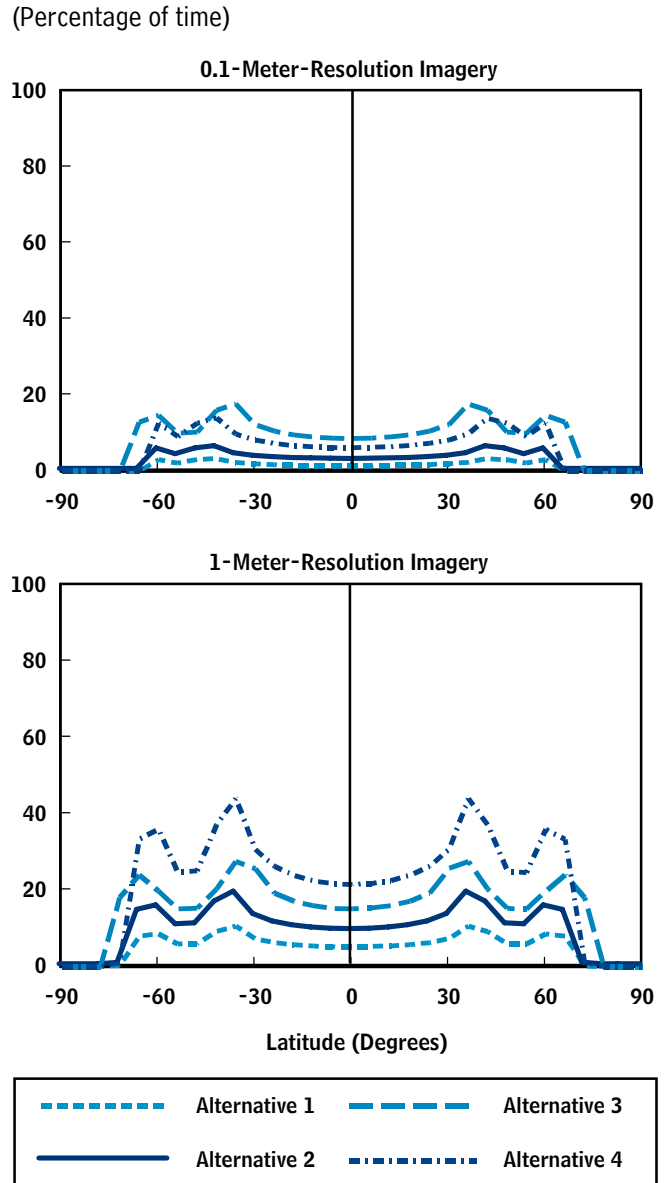 (Percentage of time)
0.1-Meter-Resolution Imagery
100
80
60
40
20
0
-90 -60 -30 0 30 60 90
1-Meter-Resolution Imagery
100
80
60
40
20
0
-90 -60 -30 0 30 60 90
Latitude (Degrees)
Alternative 1 Alternative 3
Alternative 2 Alternative 4